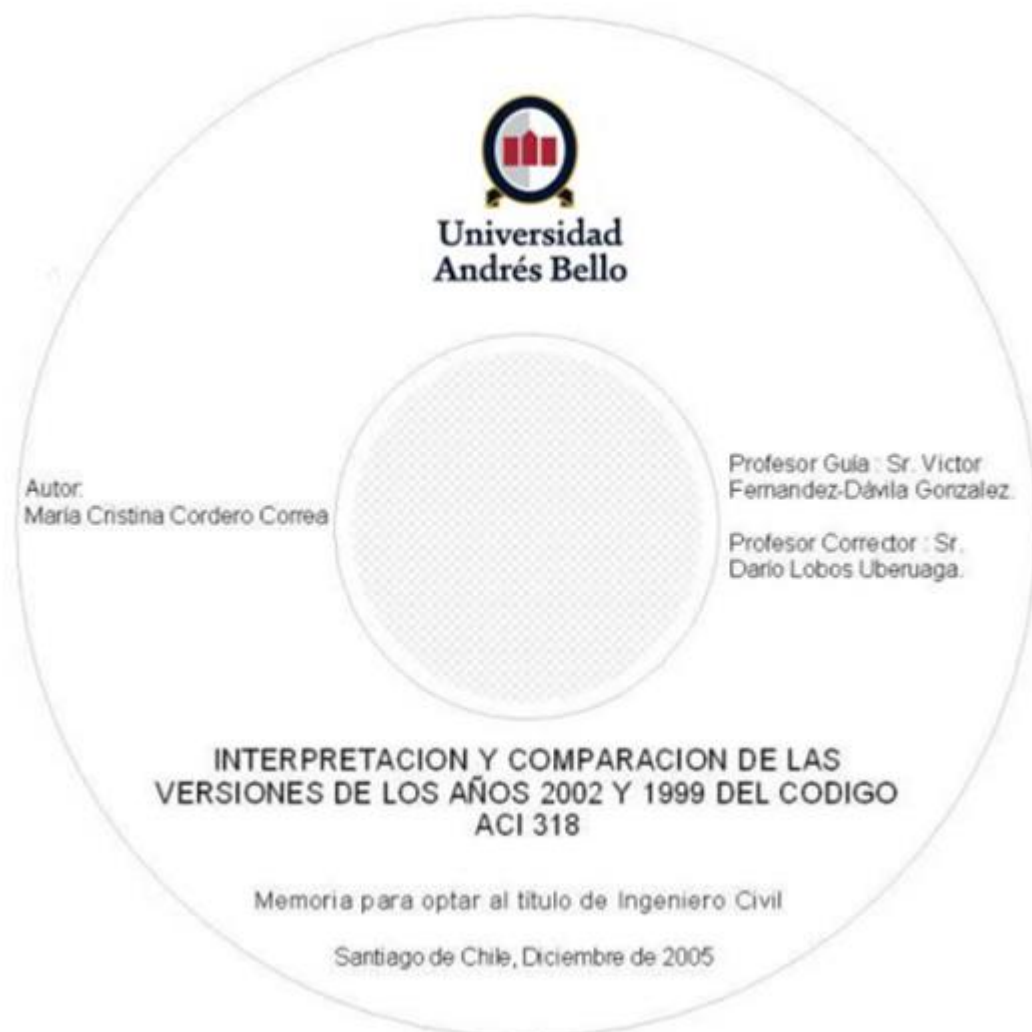 Universidad
Andrés Bello
Autor:
María Cristina Cordero Correa
Profesor Guía : Sr. Victor
Fernandez-Dávila Gonzalez.
Profesor Corrector : Sr.
Darío Lobos Uberuaga.
INTERPRETACION Y COMPARACION DE LAS
VERSIONES DE LOS AÑOS 2002 Y 1999 DEL CODIGO
ACI 318
Memoria para optar al título de Ingeniero Civil
Santiago de Chile, Diciembre de 2005